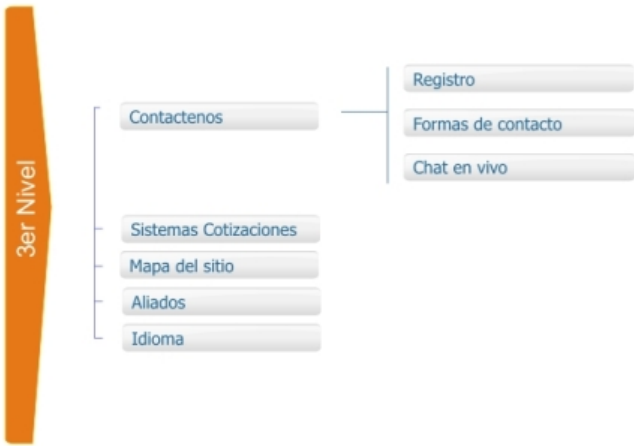 3er Nivel
Contactenos
Registro
Formas de contacto
Chat en vivo
Sistemas Cotizaciones
Mapa del sitio
Aliados
Idioma